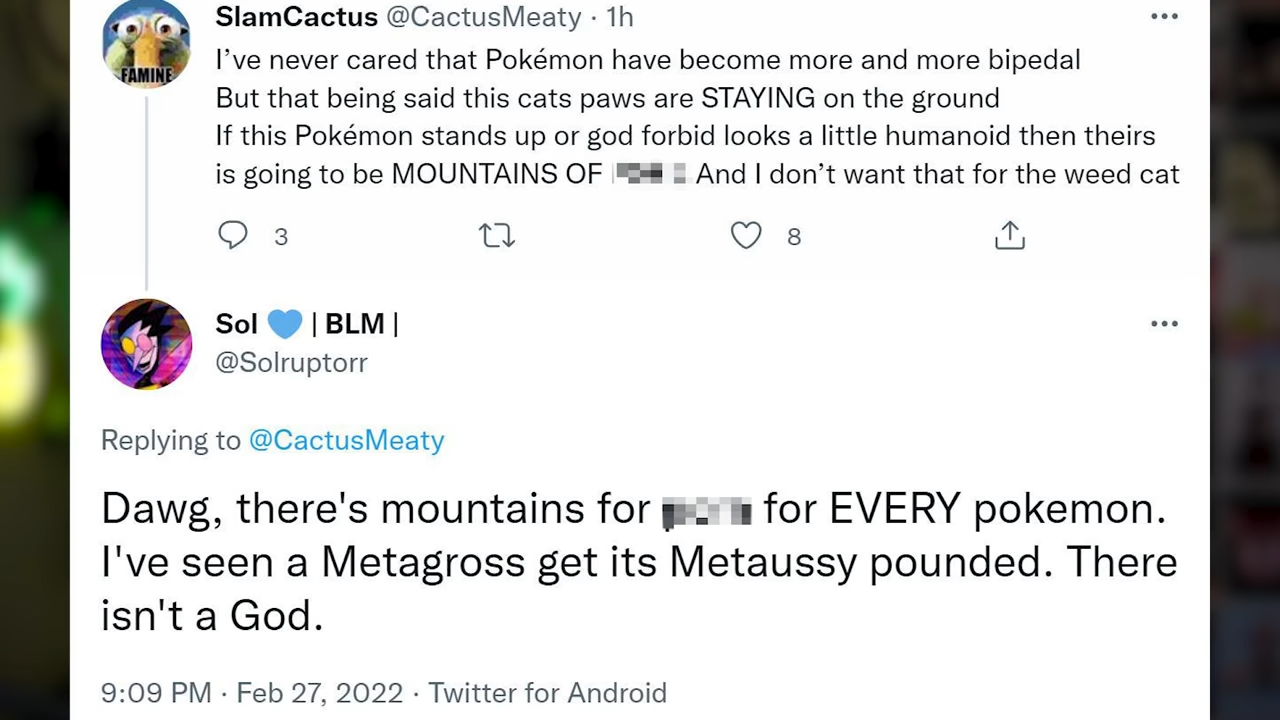 SlamCactus @CactusMeaty · 1h
I’ve never cared that Pokémon have become more and more bipedal
But that being said this cats paws are STAYING on the ground
If this Pokémon stands up or god forbid looks a little humanoid then theirs
is going to be MOUNTAINS OF And I don’t want that for the weed cat
3 8
FAMINE
Sol 💙 | BLM |
@Solruptorr
Replying to @CactusMeaty
Dawg, there's mountains for for EVERY pokemon.
I've seen a Metagross get its Metaussy pounded. There
isn't a God.
9:09 PM · Feb 27, 2022 · Twitter for Android